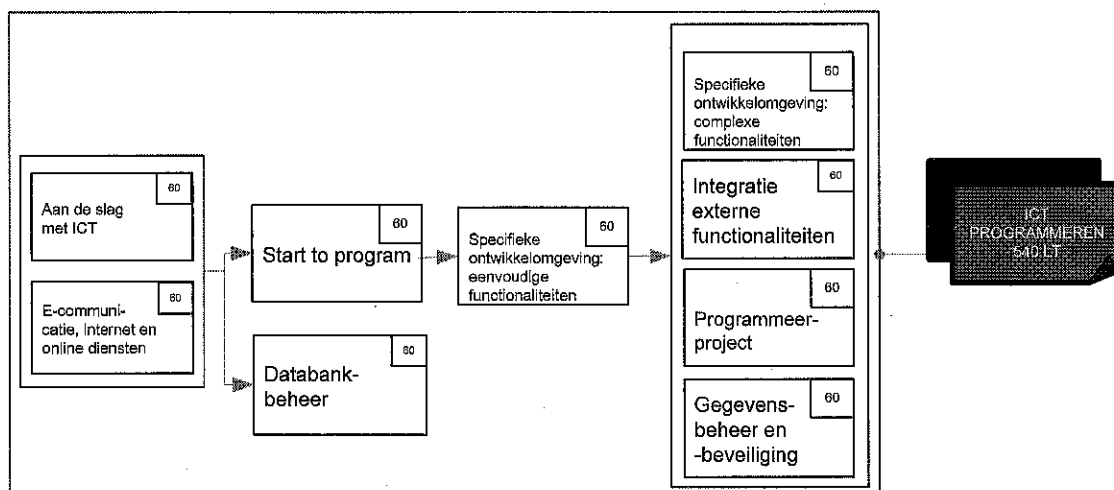 60
Aan de slag
met ICT
60
E-communi-
catie, Internet en
online diensten
60
Start to program
60
Databank-
beheer
60
Specifieke
ontwikkelomgeving:
eenvoudige
functionaliteiten
60
Specifieke
ontwikkelomgeving:
complexe
functionaliteiten
60
Integratie
externe
functionaliteiten
60
Programmeer-
project
60
Gegevens-
beheer en
-beveiliging
ICT
PROGRAMMEREN
540 LT